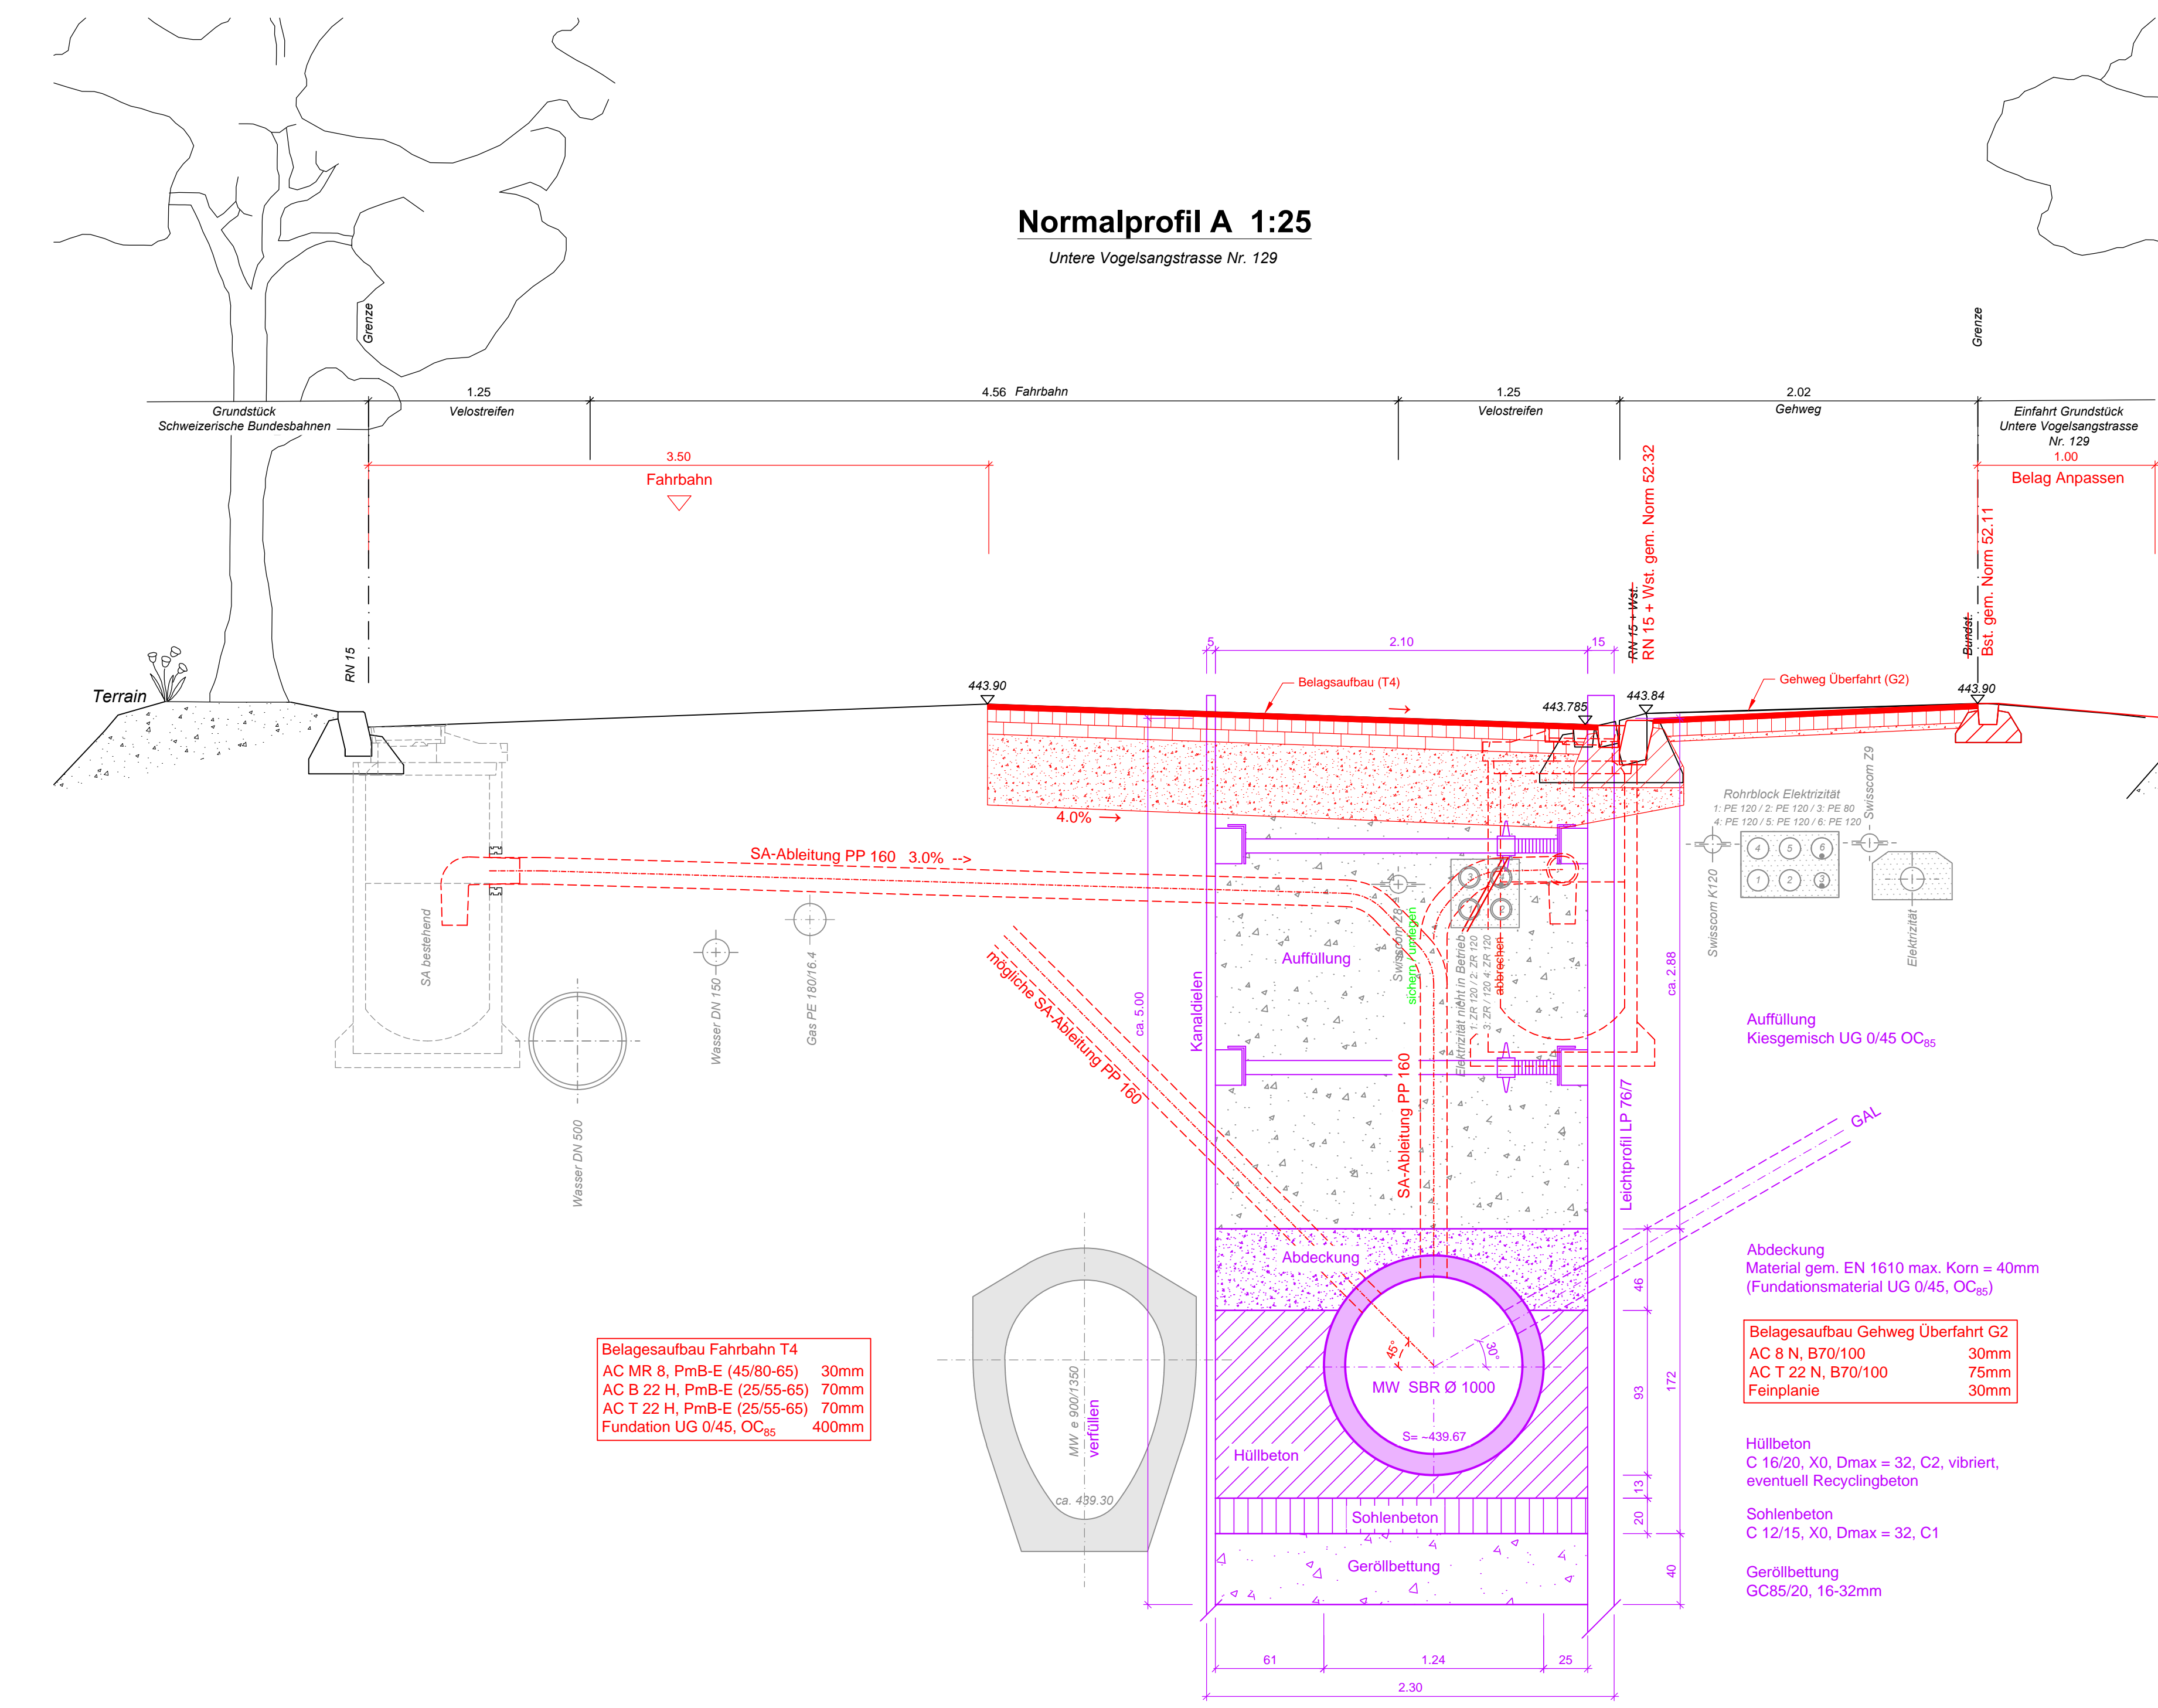 Normalprofil A 1:25
Untere Vogelsangstrasse Nr. 129
Grenze
Grenze
1.25
4.56 Fahrbahn
1.25
2.02
Grundstück
Schweizerische Bundesbahnen
Velostreifen
Velostreifen
Gehweg
Einfahrt Grundstück
Untere Vogelsangstrasse
Nr. 129
3.50
Fahrbahn
1.00
Belag Anpassen
RN 15
RN 15 + Wst.
RN 15 + Wst. gem. Norm 52.32
Bundst.
Bst. gem. Norm 52.11
5
2.10
15
Terrain
443.90
Belagsaufbau (T4)
443.785
443.84
Gehweg Überfahrt (G2)
443.90
4.0%
SA-Ableitung PP 160 3.0% -->
SA bestehend
Wasser DN 500
Wasser DN 150
Gas PE 180/16.4
mögliche SA-Ableitung PP 160
ca. 5.00
Kanaldielen
Auffüllung
Swisscom Z8
sichern / umlegen
3
4
1
2
Elektrizität nicht in Betrieb
1: ZR 120 / 2: ZR 120
3: ZR / 120 4: ZR 120
abbrechen
SA-Ableitung PP 160
Leichtprofil LP 76/7
ca. 2.88
Swisscom K120
Rohrblock Elektrizität
1: PE 120 / 2: PE 120 / 3: PE 80
4: PE 120 / 5: PE 120 / 6: PE 120
4 5 6
1 2 3
Swisscom Z9
Elektrizität
Auffüllung
Kiesgemisch UG 0/45 OC85
GAL
Abdeckung
46
Abdeckung
Material gem. EN 1610 max. Korn = 40mm
(Fundationsmaterial UG 0/45, OC85)
Belagesaufbau Fahrbahn T4
AC MR 8, PmB-E (45/80-65) 30mm
AC B 22 H, PmB-E (25/55-65) 70mm
AC T 22 H, PmB-E (25/55-65) 70mm
Fundation UG 0/45, OC85 400mm
MW e 900/1350
verfüllen
ca. 439.30
45°
30°
MW SBR Ø 1000
S= ~439.67
Hüllbeton
93
172
13
20
40
Sohlenbeton
Geröllbettung
Belagesaufbau Gehweg Überfahrt G2
AC 8 N, B70/100 30mm
AC T 22 N, B70/100 75mm
Feinplanie 30mm
Hüllbeton
C 16/20, X0, Dmax = 32, C2, vibriert,
eventuell Recyclingbeton
Sohlenbeton
C 12/15, X0, Dmax = 32, C1
Geröllbettung
GC85/20, 16-32mm
61
1.24
25
2.30